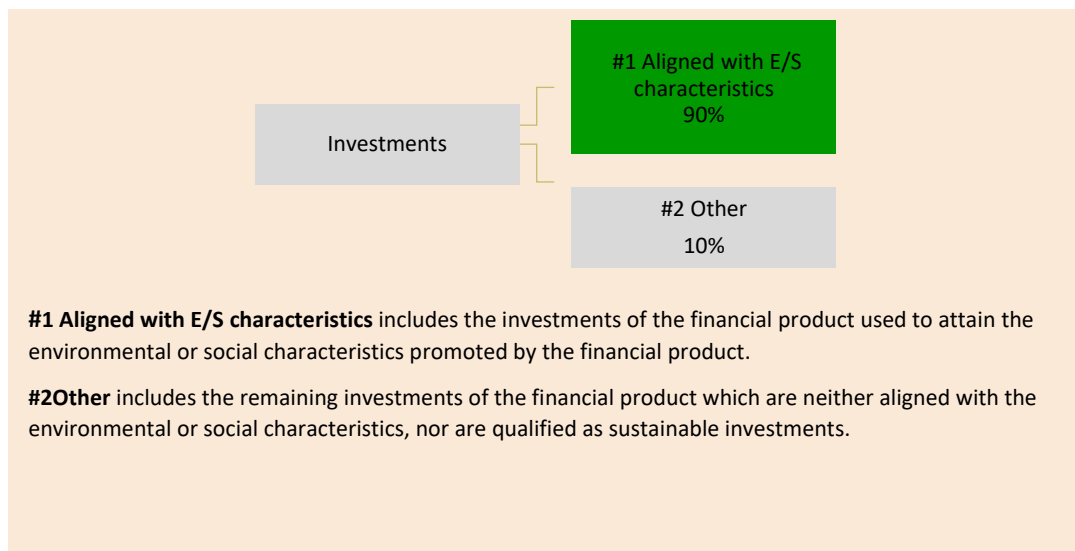 #1 Aligned with E/S
characteristics
90%
Investments
#2 Other
10%
#1 Aligned with E/S characteristics includes the investments of the financial product used to attain the
environmental or social characteristics promoted by the financial product.
#2Other includes the remaining investments of the financial product which are neither aligned with the
environmental or social characteristics, nor are qualified as sustainable investments.